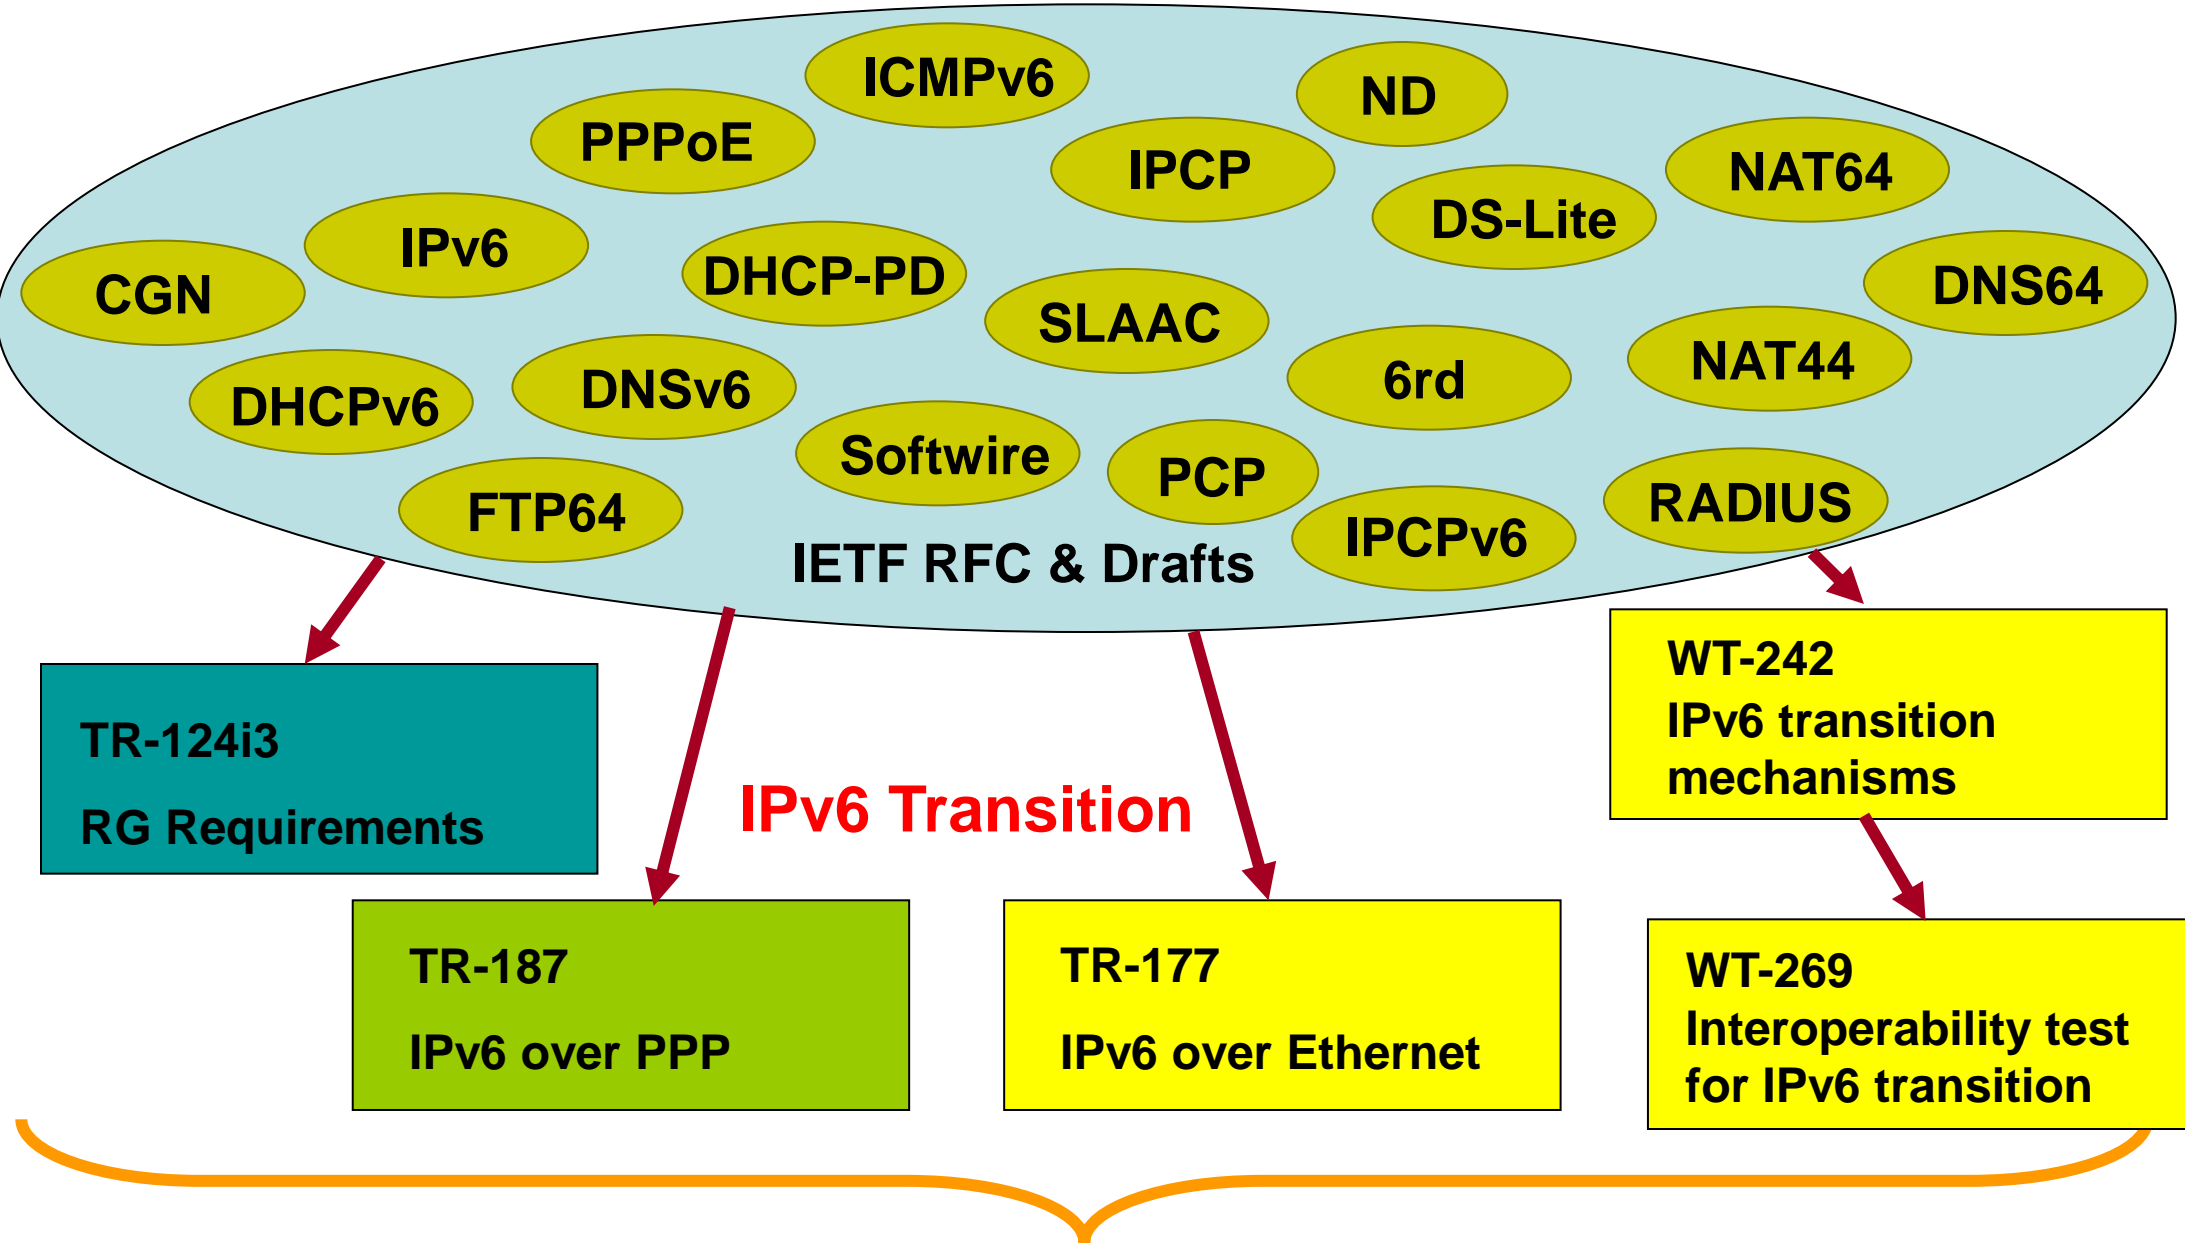 ICMPv6
ND
PPPoE
IPCP
NAT64
DS-Lite
IPv6
DHCP-PD
CGN
DNS64
SLAAC
NAT44
6rd
DNSv6
DHCPv6
Softwire
PCP
RADIUS
FTP64
IPCPv6
IETF RFC & Drafts
WT-242
IPv6 transition
mechanisms
TR-124i3
RG Requirements
IPv6 Transition
TR-187
IPv6 over PPP
TR-177
IPv6 over Ethernet
WT-269
Interoperability test
for IPv6 transition